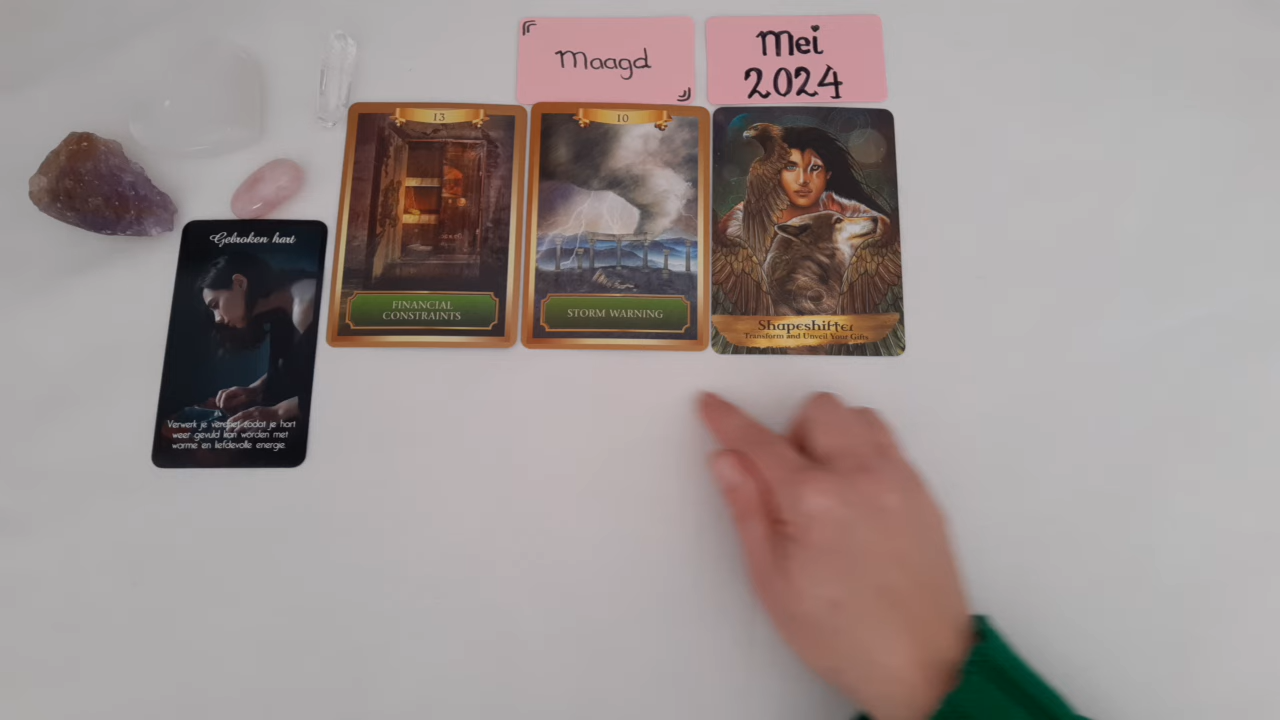 Maagd
Mei
2024
13
10
Gebroken hart
FINANCIAL
CONSTRAINTS
STORM WARNING
Shapeshifter
Transform and Unveil Your Gifts
Verwerk je verdriet zodat je hart
weer gevuld kan worden met
warme en liefdevolle energie.